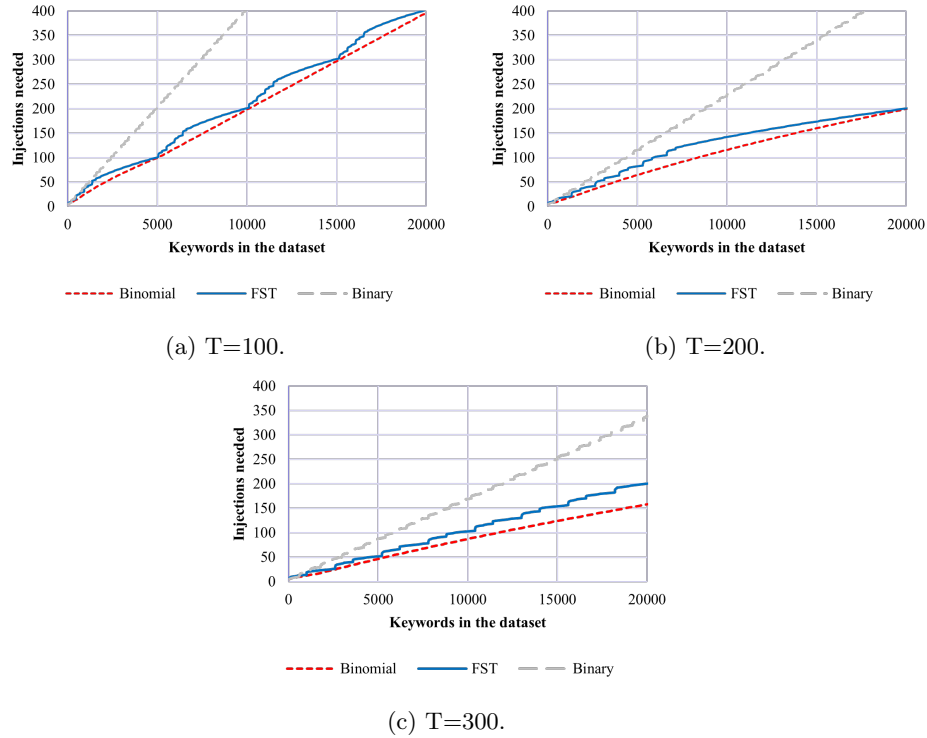 400
350
300
250
200
150
100
50
0
Injections needed
0 5000 10000 15000 20000
Keywords in the dataset
Binomial FST Binary
(a) T=100.
400
350
300
250
200
150
100
50
0
Injections needed
0 5000 10000 15000 20000
Keywords in the dataset
Binomial FST Binary
(b) T=200.
400
350
300
250
200
150
100
50
0
Injections needed
0 5000 10000 15000 20000
Keywords in the dataset
Binomial FST Binary
(c) T=300.